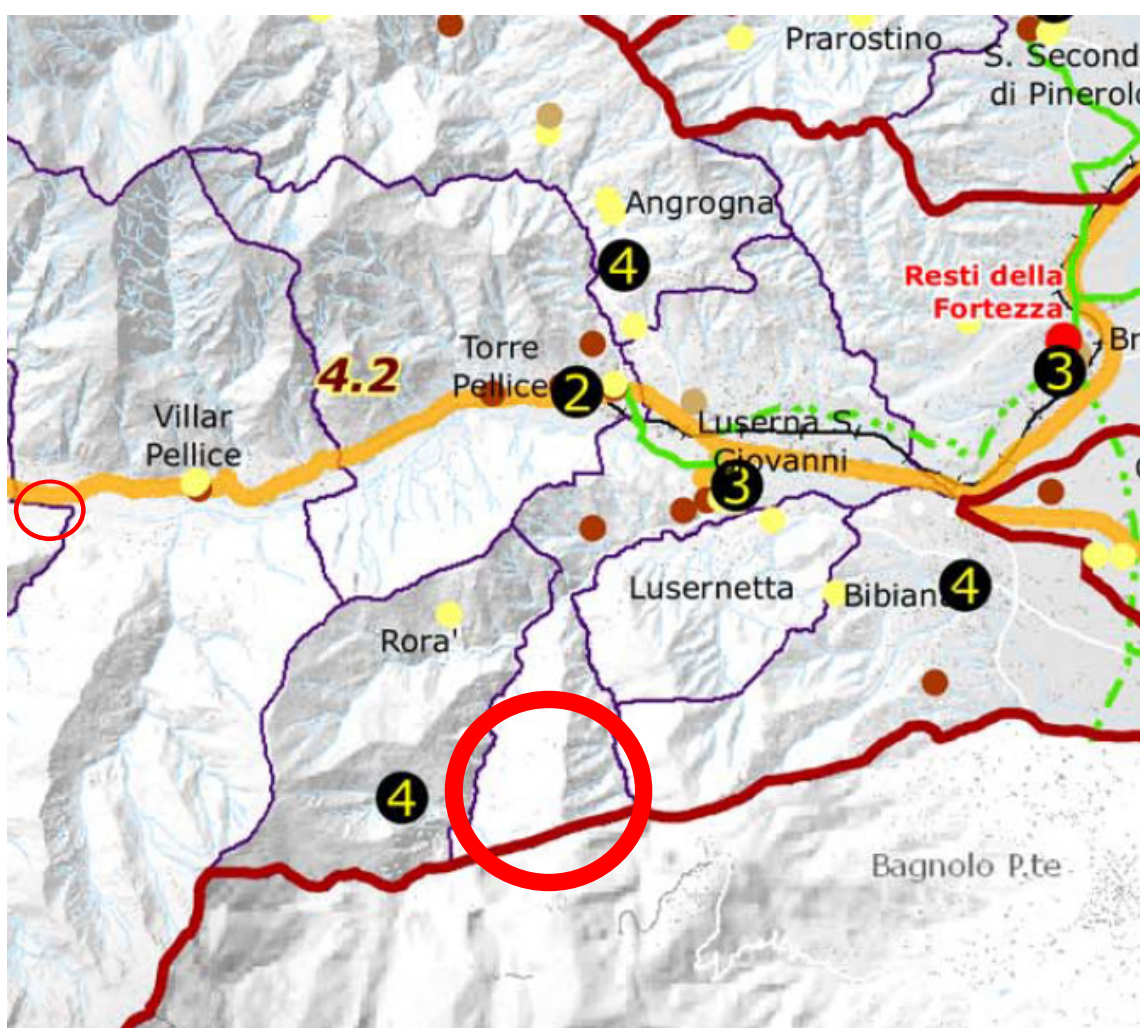 Prarostino
S. Second
di Pinerolo
Angrogna
4
Resti della
Fortezza
Br
3
Torre
Pellice
2
4.2
Villar
Pellice
Luserna S.
Giovanni
3
Lusernetta
Bibiana
4
Rora'
4
Bagnolo P.te